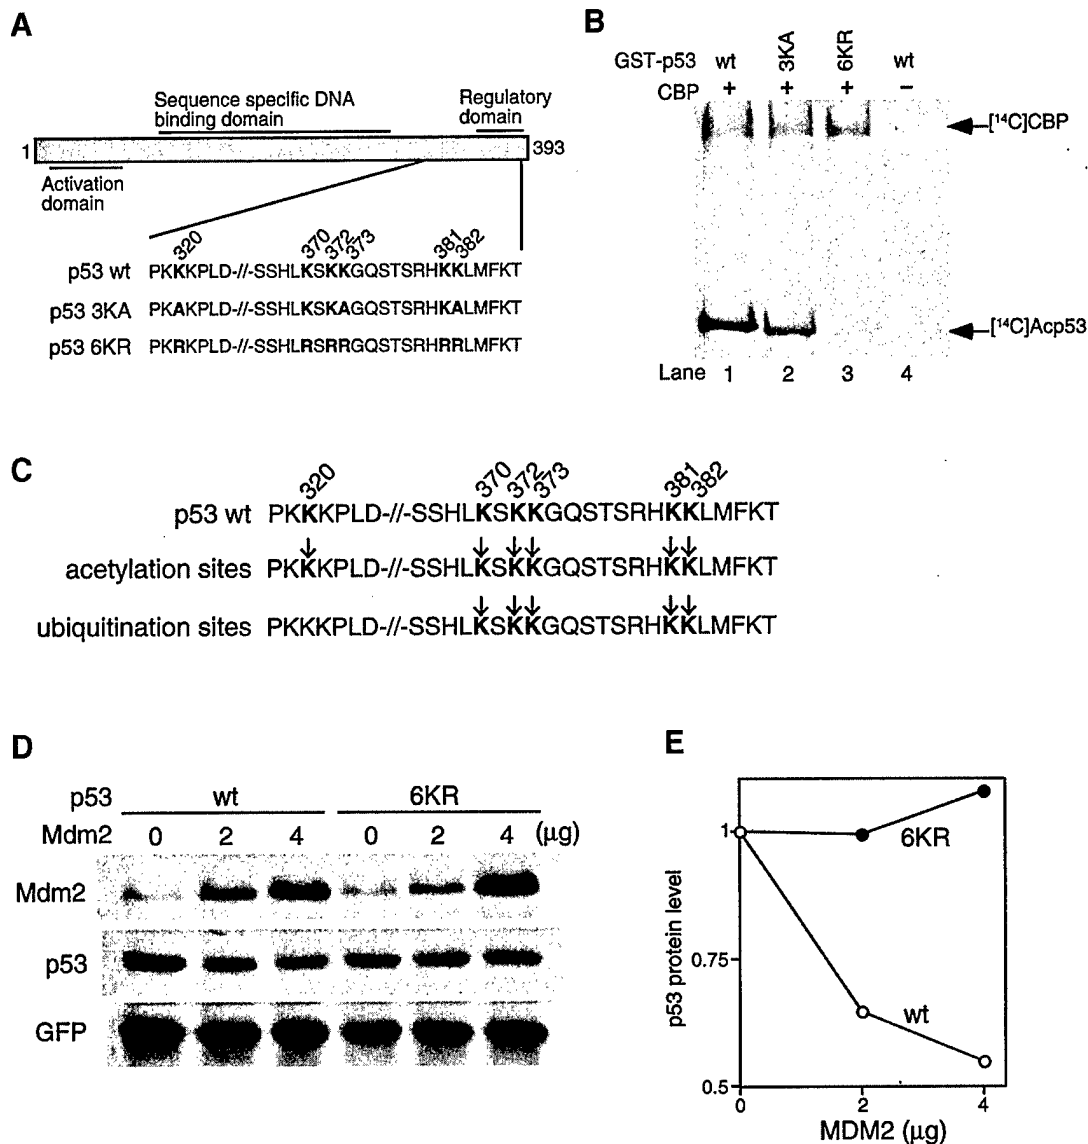 A
Sequence specific DNA
binding domain
Regulatory
domain
1
393
Activation
domain
320
370
372
373
381
382
p53 wt PKKKPLD-//-SSHLKSKKGQSTSRHKKLMFKT
p53 3KA PKAKPLD-//-SSHLKSKAGQSTSRHKALMFKT
p53 6KR PKRKPLD-//-SSHLRSRRGQSTSRHRRLMFKT
B
GST-p53 wt 3KA 6KR wt
CBP + + + –
[¹⁴C]CBP
[¹⁴C]Acp53
Lane 1 2 3 4
C
320
370
372
373
381
382
p53 wt PKKKPLD-//-SSHLKSKKGQSTSRHKKLMFKT
acetylation sites PKKKPLD-//-SSHLKSKKGQSTSRHKKLMFKT
ubiquitination sites PKKKPLD-//-SSHLKSKKGQSTSRHKKLMFKT
D
p53 wt 6KR
Mdm2 0 2 4 0 2 4 (µg)
Mdm2
p53
GFP
E
p53 protein level
1
0.75
0.5
6KR
wt
0 2 4
MDM2 (µg)